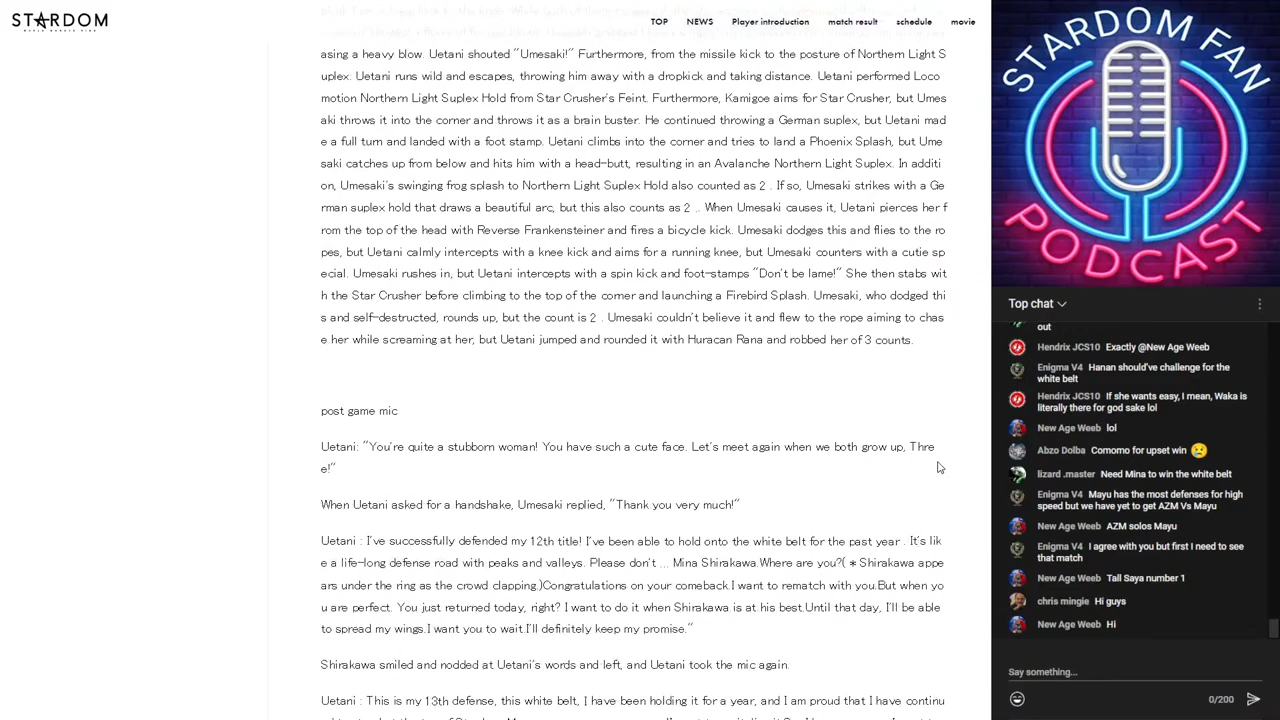 STARDOM
WORLD WONDER RING
TOP
NEWS
Player introduction
match result
schedule
movie
asing a heavy blow. Uetani shouted "Umesaki!" Furthermore, from the missile kick to the posture of Northern Light S
uplex. Uetani runs wild and escapes, throwing him away with a dropkick and taking distance. Uetani performed Loco
motion Northern Light Suplex Hold from Star Crusher's Feint, Furthermore, Kamigoe aims for Star Crusher, but Umes
aki throws it into the corner and throws it as a brain buster. He continued throwing a German suplex, but Uetani mad
e a full turn and landed with a foot stamp. Uetani climbs into the corner and tries to land a Phoenix Splash, but Ume
saki catches up from below and hits him with a head-butt, resulting in an Avalanche Northern Light Suplex. In additi
on, Umesaki's swinging frog splash to Northern Light Suplex Hold also counted as 2 . If so, Umesaki strikes with a Ge
rman suplex hold that draws a beautiful arc, but this also counts as 2 .. When Umesaki causes it, Uetani pierces her f
rom the top of the head with Reverse Frankensteiner and fires a bicycle kick. Umesaki dodges this and flies to the ro
pes, but Uetani calmly intercepts with a knee kick and aims for a running knee, but Umesaki counters with a cutie sp
ecial. Umesaki rushes in, but Uetani intercepts with a spin kick and foot-stamps "Don't be lame!" She then stabs wit
h the Star Crusher before climbing to the top of the corner and launching a Firebird Splash. Umesaki, who dodged thi
s and self-destructed, rounds up, but the count is 2 . Umesaki couldn't believe it and flew to the rope aiming to chas
e her while screaming at her, but Uetani jumped and rounded it with Huracan Rana and robbed her of 3 counts.
post game mic
Uetani: "You're quite a stubborn woman! You have such a cute face. Let's meet again when we both grow up, Thre
e!"
When Uetani asked for a handshake, Umesaki replied, "Thank you very much!"
Uetani : I've successfully defended my 12th title! I've been able to hold onto the white belt for the past year . It's lik
e a little defense road with peaks and valleys. Please don't ... Mina Shirakawa.Where are you?( * Shirakawa appe
ars under the ring as the crowd clapping.)Congratulations on your comeback.I want to rematch with you.But when yo
u are perfect. You just returned today, right? I want to do it when Shirakawa is at his best.Until that day, I'll be able
to spread my wings.I want you to wait.I'll definitely keep my promise."
Shirakawa smiled and nodded at Uetani's words and left, and Uetani took the mic again.
Uetani : This is my 13th defense, this white belt, I have been holding it for a year, and I am proud that I have continu
STARDOM FAN
PODCAST
Top chat
out
Hendrix JCS10 Exactly @New Age Weeb
Enigma V4 Hanan should've challenge for the
white belt
Hendrix JCS10 If she wants easy, I mean, Waka is
literally there for god sake lol
New Age Weeb lol
Abzo Dolba Comomo for upset win 😢
lizard .master Need Mina to win the white belt
Enigma V4 Mayu has the most defenses for high
speed but we have yet to get AZM Vs Mayu
New Age Weeb AZM solos Mayu
Enigma V4 I agree with you but first I need to see
that match
New Age Weeb Tall Saya number 1
chris mingie Hi guys
New Age Weeb Hi
Say something...
0/200